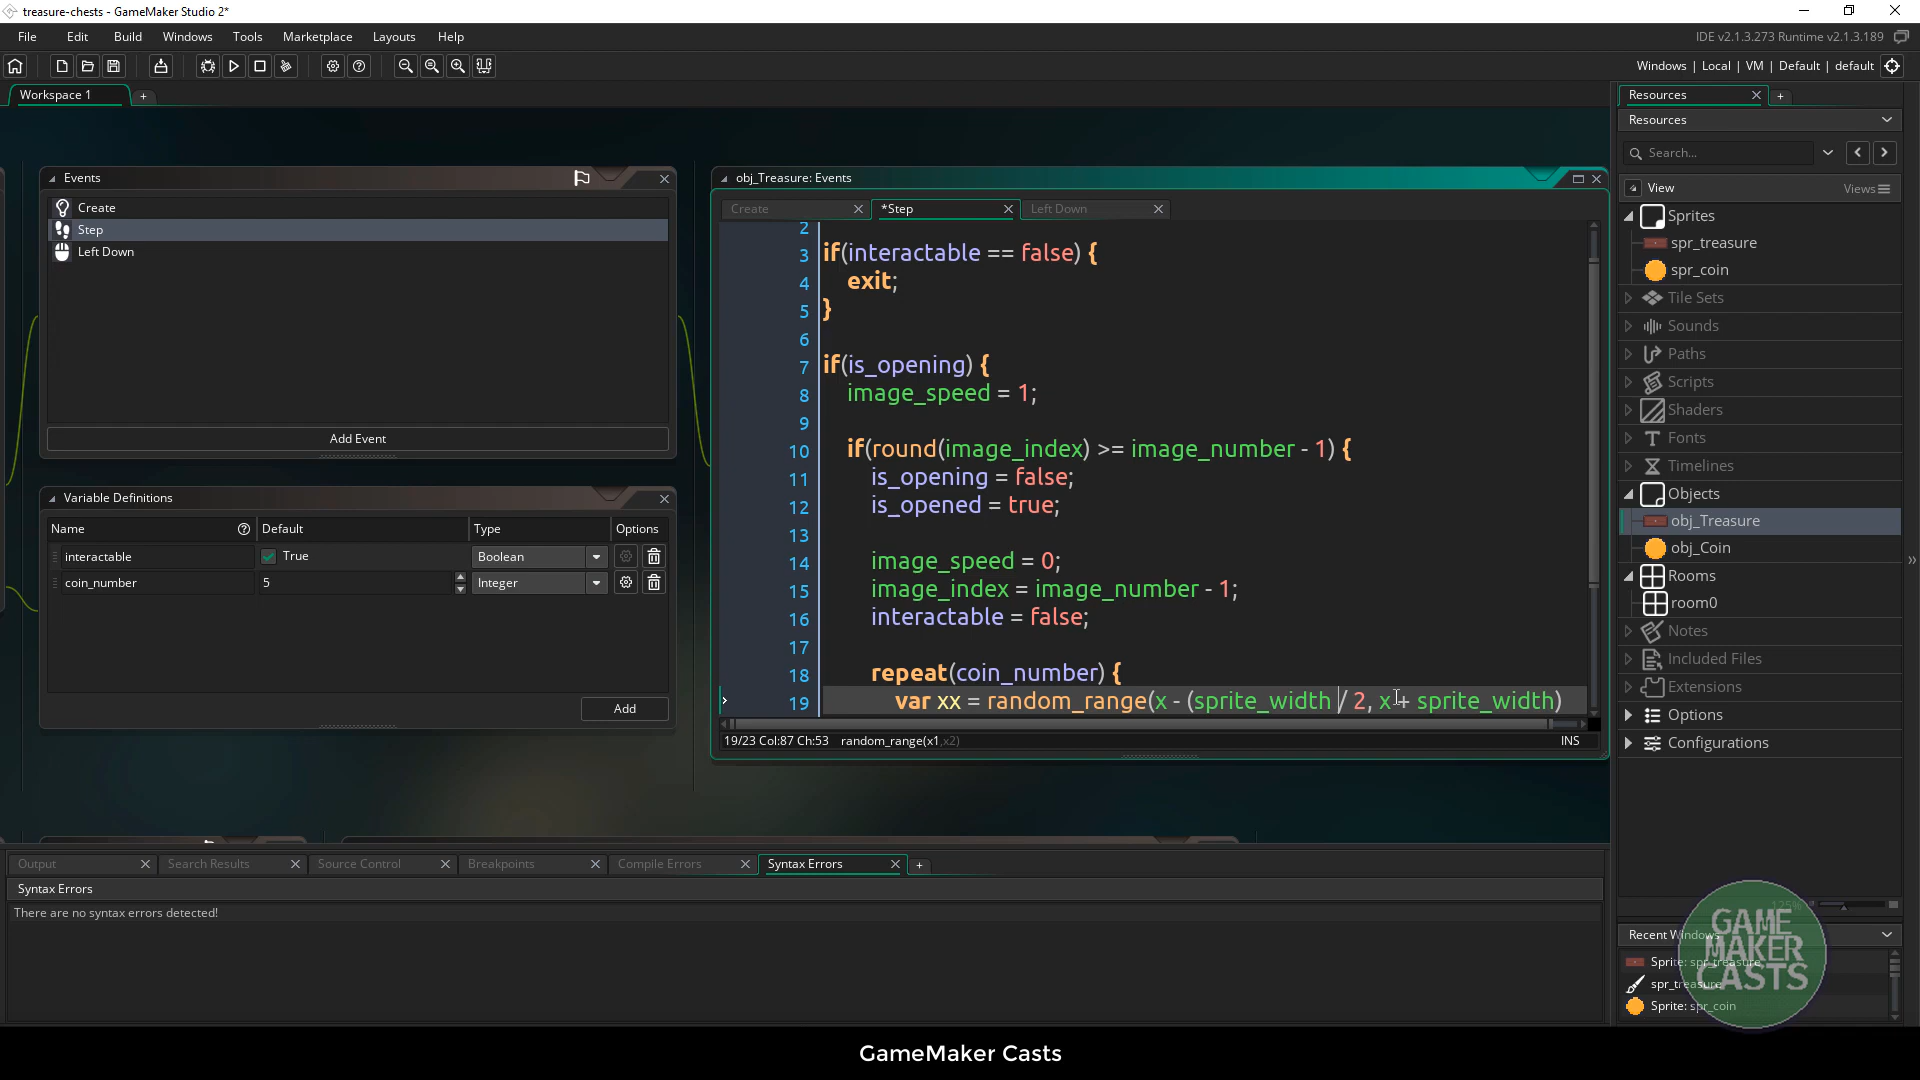 treasure-chests - GameMaker Studio 2*
File Edit Build Windows Tools Marketplace Layouts Help
IDE v2.1.3.273 Runtime v2.1.3.189
Windows | Local | VM | Default | default
Workspace 1
Events
Create
Step
Left Down
Add Event
Variable Definitions
Name Default Type Options
interactable True Boolean
coin_number 5 Integer
Add
obj_Treasure: Events
Create *Step Left Down
2
3 if(interactable == false) {
4 exit;
5 }
6
7 if(is_opening) {
8 image_speed = 1;
9
10 if(round(image_index) >= image_number - 1) {
11 is_opening = false;
12 is_opened = true;
13
14 image_speed = 0;
15 image_index = image_number - 1;
16 interactable = false;
17
18 repeat(coin_number) {
19 var xx = random_range(x - (sprite_width / 2, x + sprite_width)
19/23 Col:87 Ch:53 random_range(x1,x2) INS
Resources
Resources
Search...
View Views
Sprites
spr_treasure
spr_coin
Tile Sets
Sounds
Paths
Scripts
Shaders
Fonts
Timelines
Objects
obj_Treasure
obj_Coin
Rooms
room0
Notes
Included Files
Extensions
Options
Configurations
125%
Recent Windows
Sprite: spr_treasure
spr_treasure
Sprite: spr_coin
GAME
MAKER
CASTS
Output Search Results Source Control Breakpoints Compile Errors Syntax Errors
Syntax Errors
There are no syntax errors detected!
GameMaker Casts